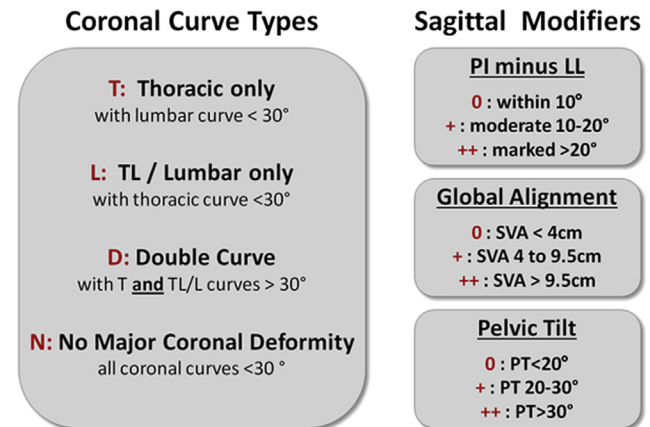 Coronal Curve Types
T: Thoracic only
with lumbar curve < 30°
L: TL / Lumbar only
with thoracic curve <30°
D: Double Curve
with T and TL/L curves > 30°
N: No Major Coronal Deformity
all coronal curves <30 °
Sagittal Modifiers
PI minus LL
0 : within 10°
+ : moderate 10-20°
++ : marked >20°
Global Alignment
0 : SVA < 4cm
+ : SVA 4 to 9.5cm
++ : SVA > 9.5cm
Pelvic Tilt
0 : PT<20°
+ : PT 20-30°
++ : PT>30°